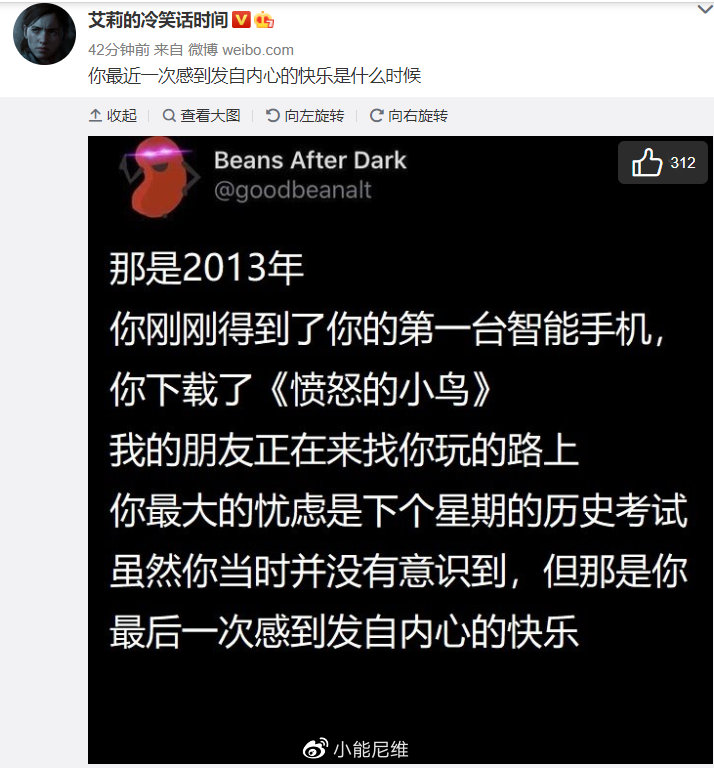 艾莉的冷笑话时间
42分钟前 来自 微博 weibo.com
你最近一次感到发自内心的快乐是什么时候
收起 查看大图 向左旋转 向右旋转
Beans After Dark
@goodbeanalt
312
那是2013年
你刚刚得到了你的第一台智能手机，
你下载了《愤怒的小鸟》
我的朋友正在来找你玩的路上
你最大的忧虑是下个星期的历史考试
虽然你当时并没有意识到，但那是你
最后一次感到发自内心的快乐
小能尼维